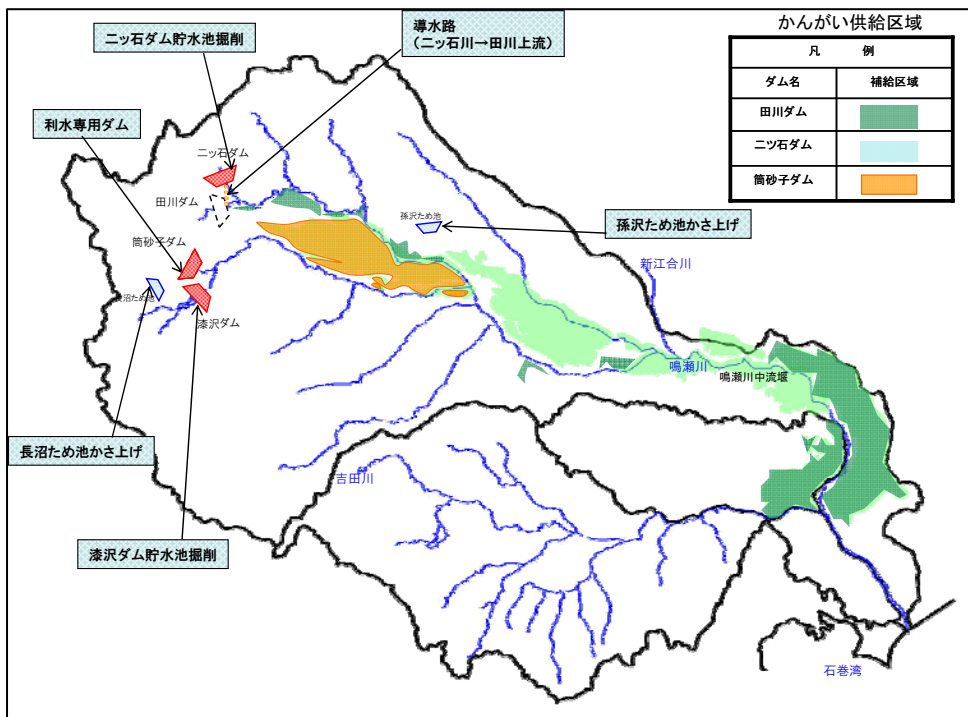 かんがい供給区域
凡 例
ダム名 補給区域
田川ダム
二ツ石ダム
筒砂子ダム
二ッ石ダム貯水池掘削
導水路
（二ッ石川→田川上流）
利水専用ダム
二ッ石ダム
田川ダム
筒砂子ダム
孫沢ため池
孫沢ため池かさ上げ
新江合川
長沼ため池
漆沢ダム
鳴瀬川
鳴瀬川中流堰
長沼ため池かさ上げ
吉田川
漆沢ダム貯水池掘削
石巻湾